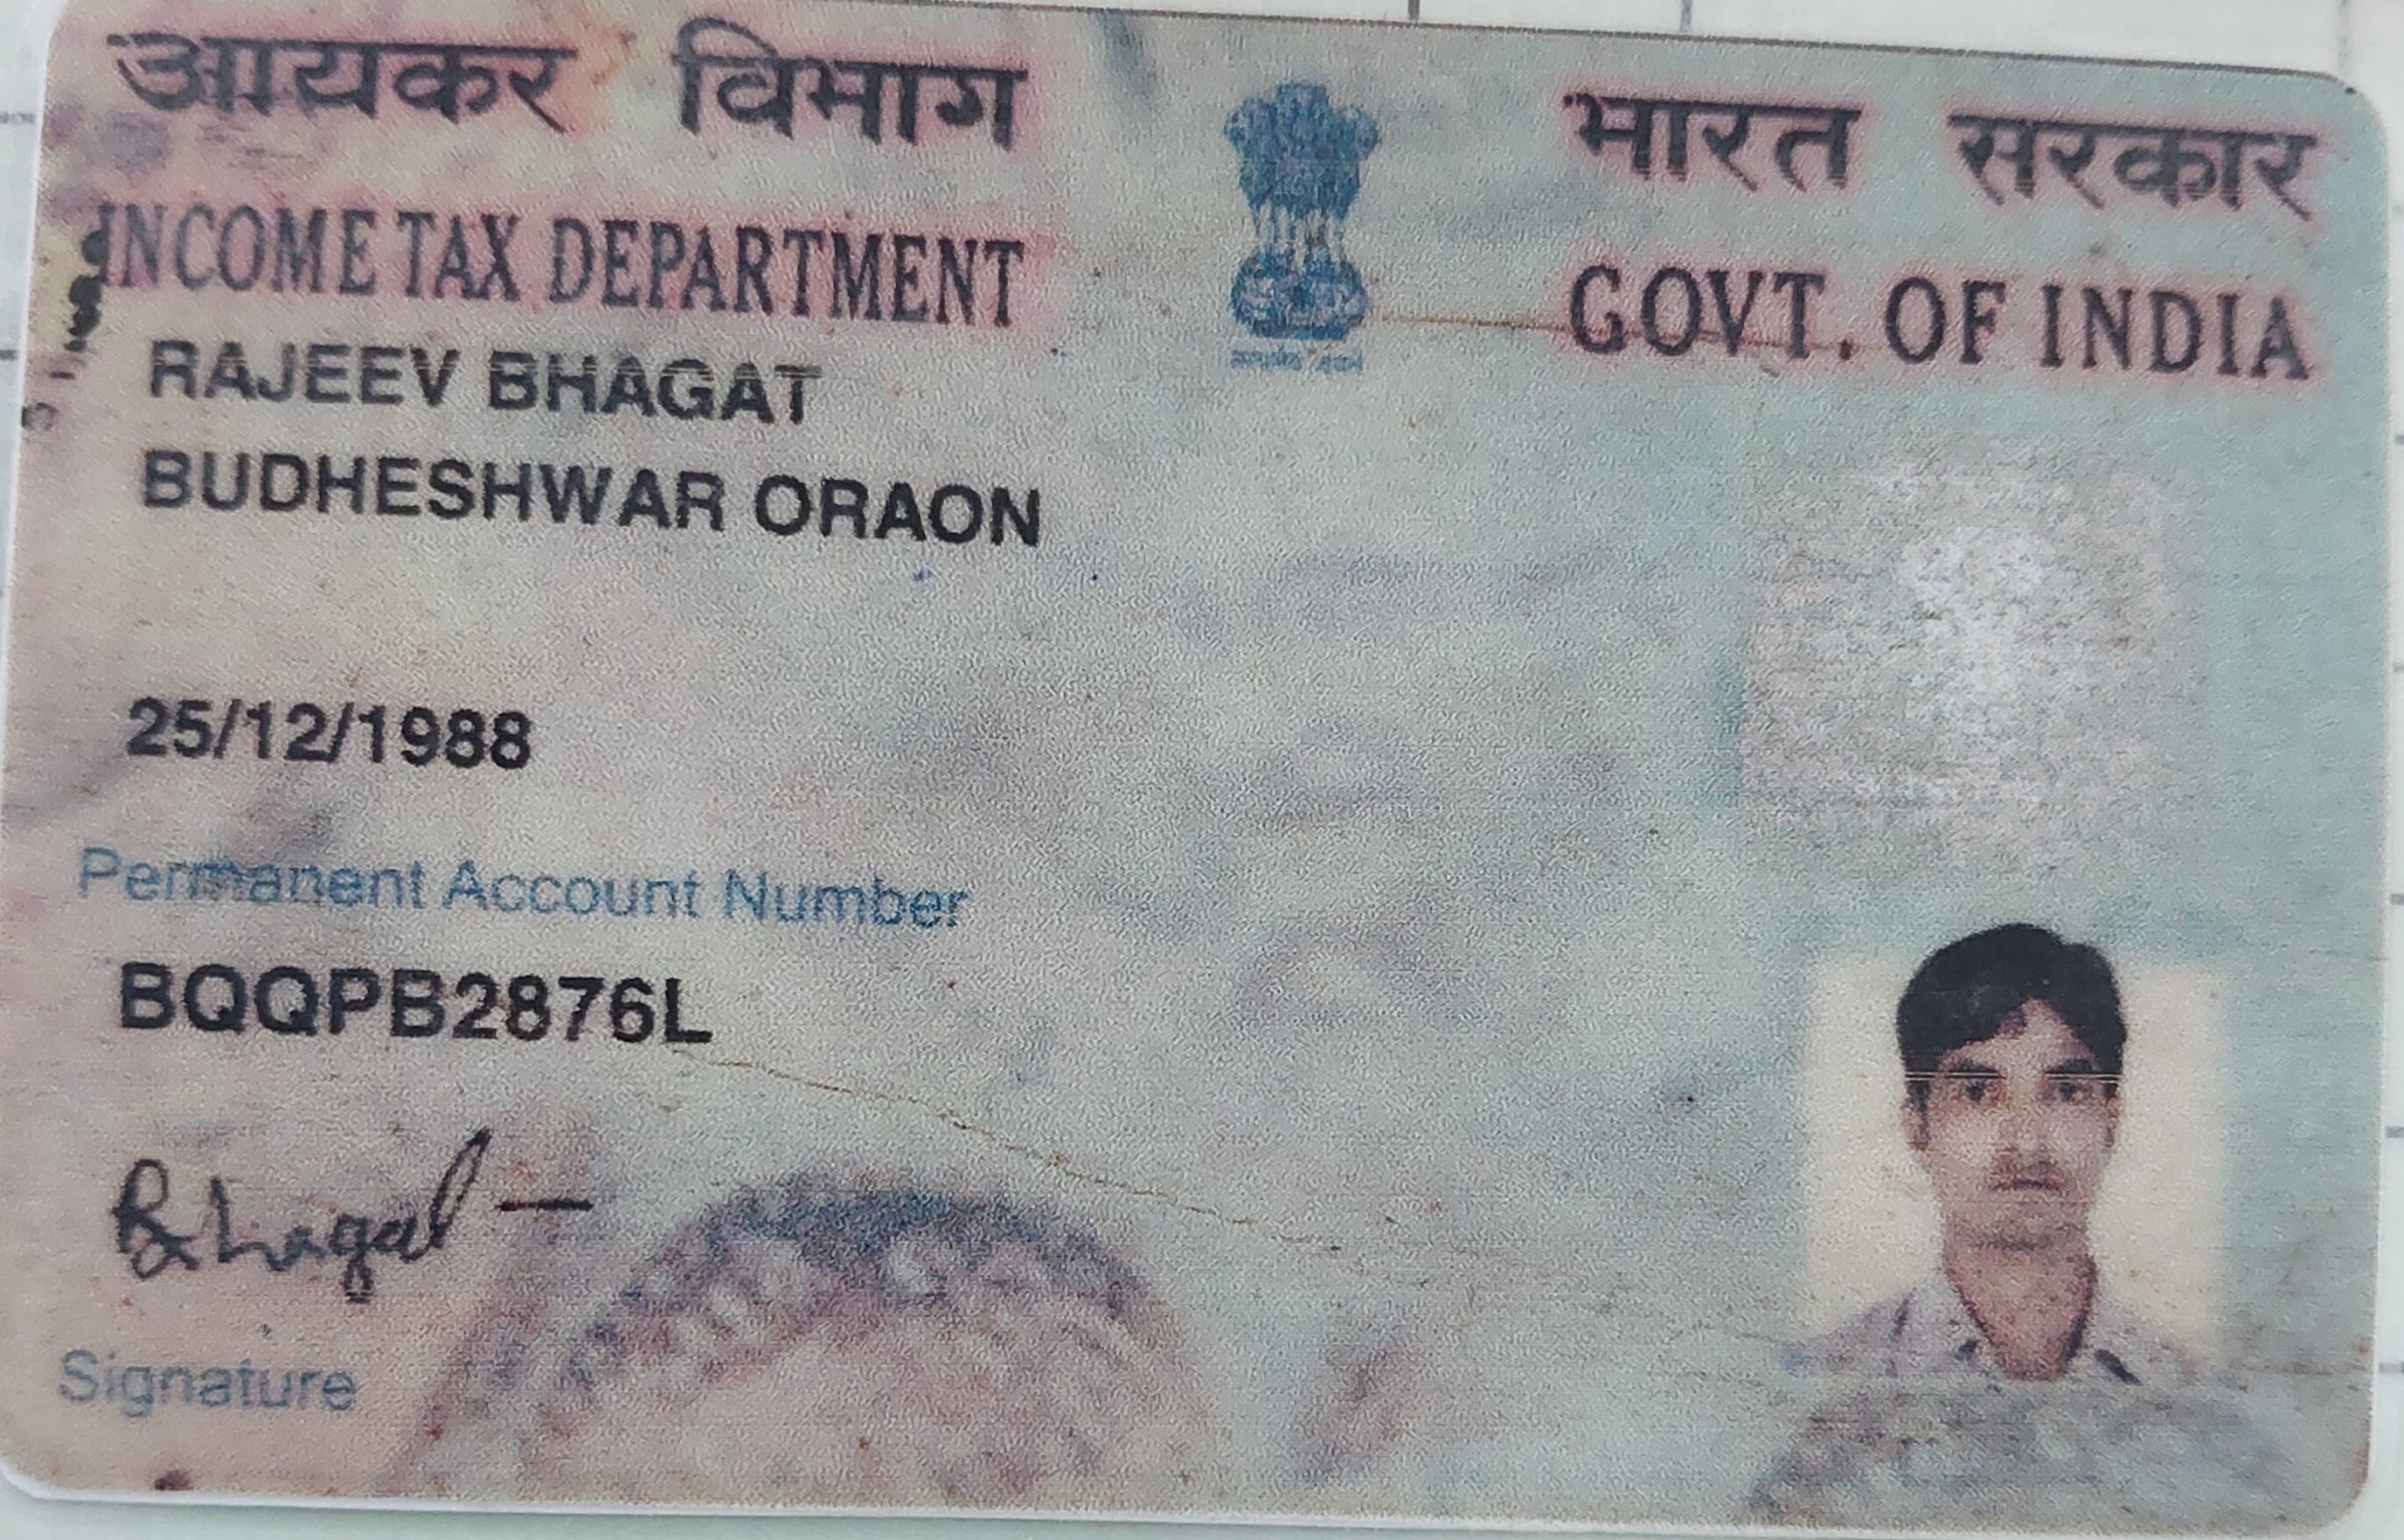 आयकर विभाग
भारत सरकार
INCOME TAX DEPARTMENT
GOVT. OF INDIA
RAJEEV BHAGAT
BUDHESHWAR ORAON
25/12/1988
Permanent Account Number
BQQPB2876L
Bhagat
Signature